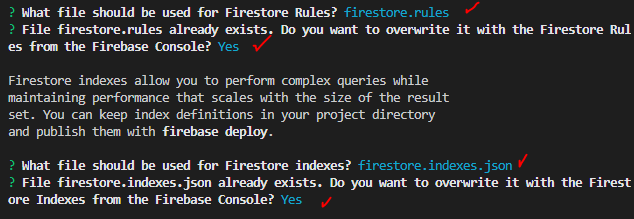 ? What file should be used for Firestore Rules? firestore.rules
? File firestore.rules already exists. Do you want to overwrite it with the Firestore Rul
es from the Firebase Console? Yes
Firestore indexes allow you to perform complex queries while
maintaining performance that scales with the size of the result
set. You can keep index definitions in your project directory
and publish them with firebase deploy.
? What file should be used for Firestore indexes? firestore.indexes.json
? File firestore.indexes.json already exists. Do you want to overwrite it with the Firest
ore Indexes from the Firebase Console? Yes